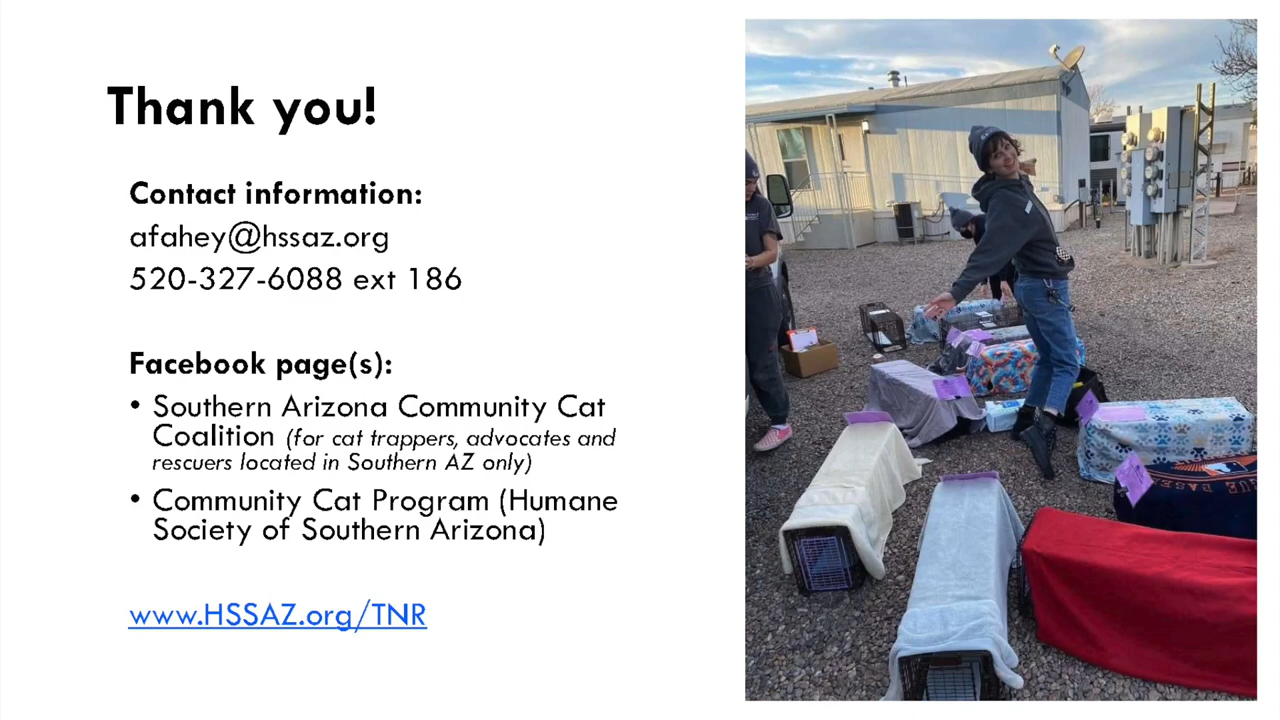 Thank you!
Contact information:
afahey@hssaz.org
520-327-6088 ext 186
Facebook page(s):
• Southern Arizona Community Cat
Coalition (for cat trappers, advocates and
rescuers located in Southern AZ only)
• Community Cat Program (Humane
Society of Southern Arizona)
www.HSSAZ.org/TNR